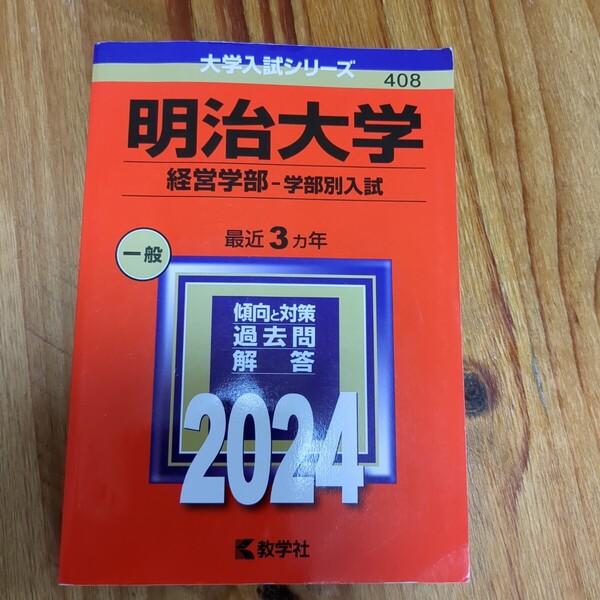 大学入試シリーズ
408
明治大学
経営学部-学部別入試
最近3カ年
一般
傾向と対策
過去問
解答
2024
教学社